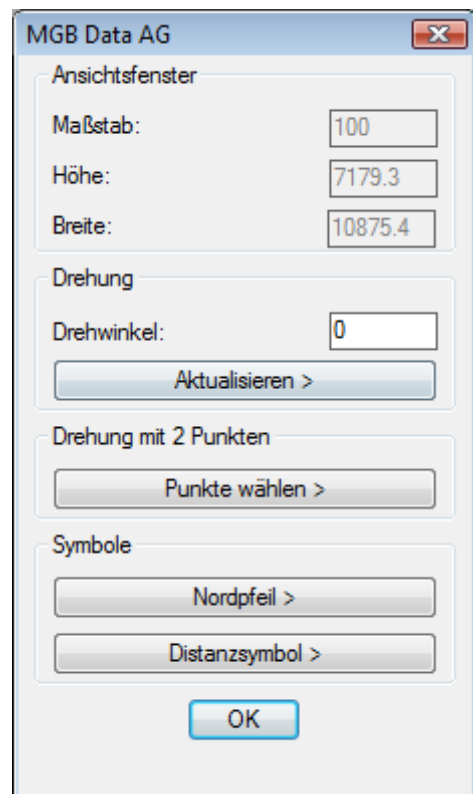 MGB Data AG
Ansichtsfenster
Maßstab: 100
Höhe: 7179.3
Breite: 10875.4
Drehung
Drehwinkel: 0
Aktualisieren >
Drehung mit 2 Punkten
Punkte wählen >
Symbole
Nordpfeil >
Distanzsymbol >
OK